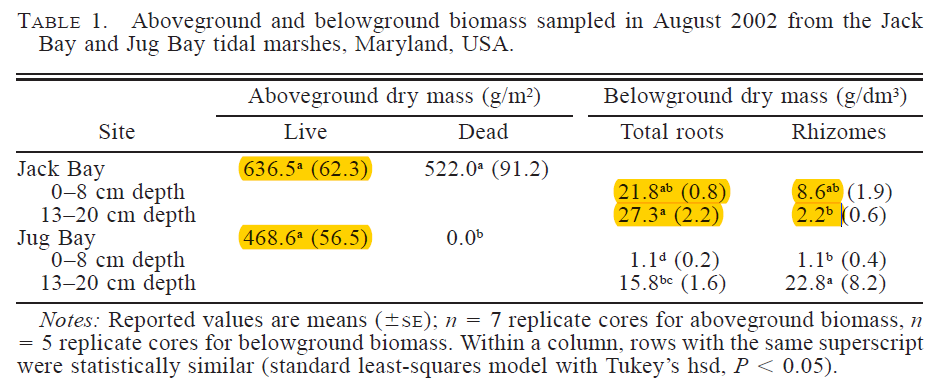 TABLE 1. Aboveground and belowground biomass sampled in August 2002 from the Jack
Bay and Jug Bay tidal marshes, Maryland, USA.
Aboveground dry mass (g/m²) Belowground dry mass (g/dm³)
Site Live Dead Total roots Rhizomes
Jack Bay 636.5ᵃ (62.3) 522.0ᵃ (91.2)
0–8 cm depth 21.8ᵃᵇ (0.8) 8.6ᵃᵇ (1.9)
13–20 cm depth 27.3ᵃ (2.2) 2.2ᵇ (0.6)
Jug Bay 468.6ᵃ (56.5) 0.0ᵇ
0–8 cm depth 1.1ᵈ (0.2) 1.1ᵇ (0.4)
13–20 cm depth 15.8ᵇᶜ (1.6) 22.8ᵃ (8.2)
Notes: Reported values are means (±SE); n = 7 replicate cores for aboveground biomass, n
= 5 replicate cores for belowground biomass. Within a column, rows with the same superscript
were statistically similar (standard least-squares model with Tukey's hsd, P < 0.05).